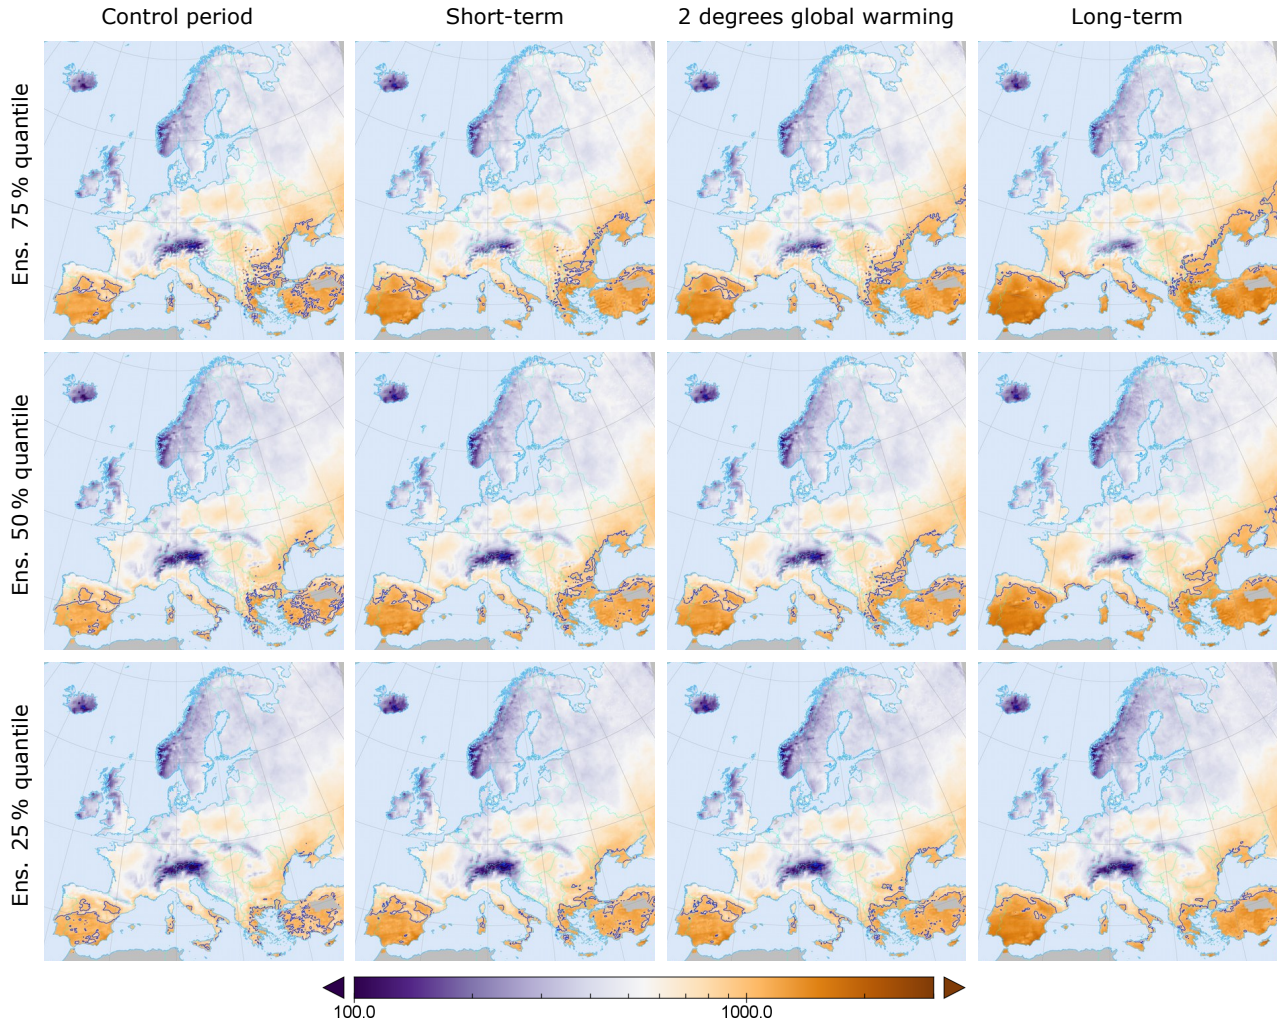 Control period
Short-term
2 degrees global warming
Long-term
Ens. 75 % quantile
Ens. 50 % quantile
Ens. 25 % quantile
100.0
1000.0